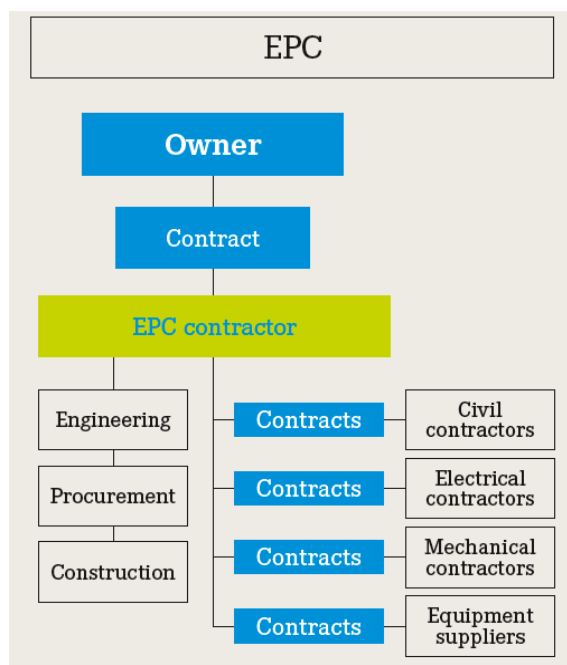 EPC
Owner
Contract
EPC contractor
Engineering
Procurement
Construction
Contracts
Civil
contractors
Contracts
Electrical
contractors
Contracts
Mechanical
contractors
Contracts
Equipment
suppliers